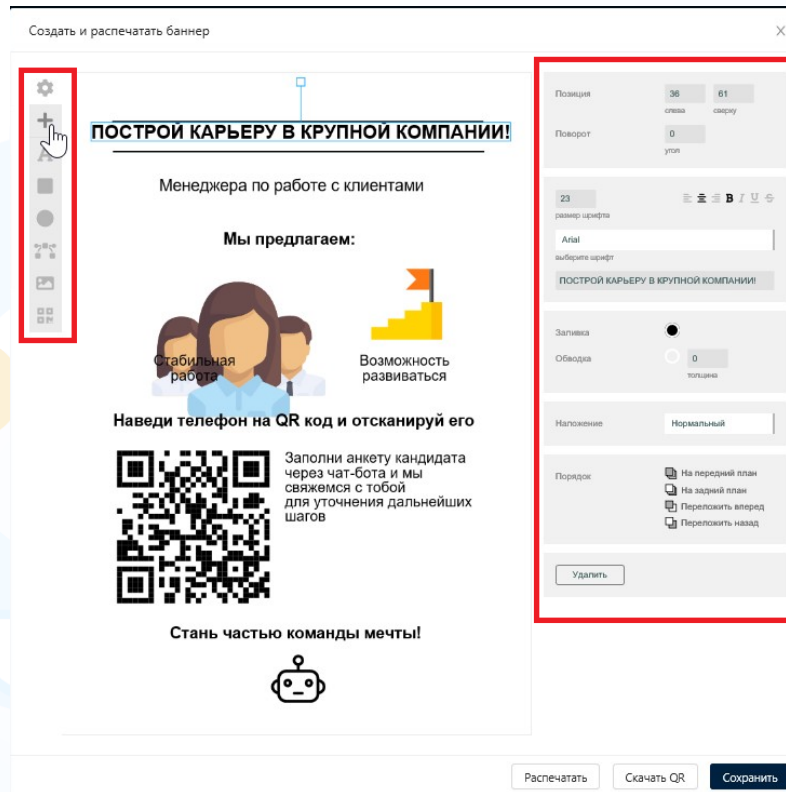 Создать и распечатать баннер
ПОСТРОЙ КАРЬЕРУ В КРУПНОЙ КОМПАНИИ!
Менеджера по работе с клиентами
Мы предлагаем:
Стабильная
работа
Возможность
развиваться
Наведи телефон на QR код и отсканируй его
Заполни анкету кандидата
через чат-бота и мы
свяжемся с тобой
для уточнения дальнейших
шагов
Стань частью команды мечты!
Позиция 36 61
слева сверху
Поворот 0
угол
23 B I U S
размер шрифта
Arial
выберите шрифт
ПОСТРОЙ КАРЬЕРУ В КРУПНОЙ КОМПАНИИ!
Заливка
Обводка 0
толщина
Наложение Нормальный
Порядок На передний план
На задний план
Переложить вперед
Переложить назад
Удалить
Распечатать Скачать QR Сохранить